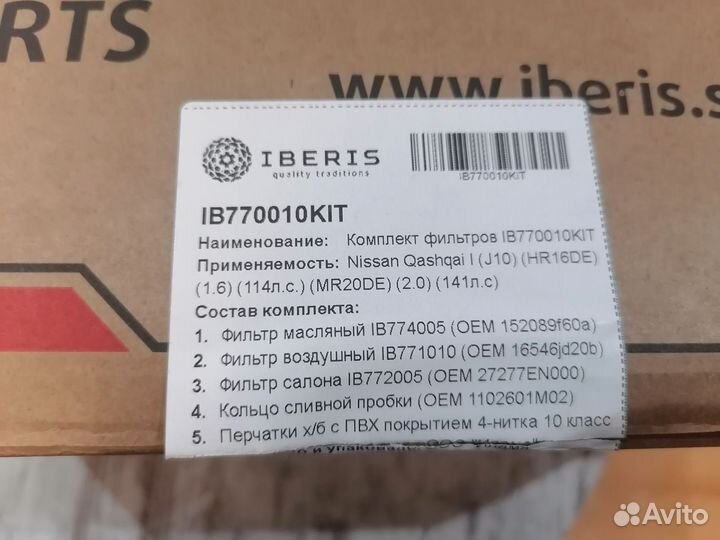 RTS
www.iberis.s
IBERIS
quality traditions
IB770010KIT
IB770010KIT
Наименование: Комплект фильтров IB770010KIT
Применяемость: Nissan Qashqai I (J10) (HR16DE)
(1.6) (114л.с.) (MR20DE) (2.0) (141л.с)
Состав комплекта:
1. Фильтр масляный IB774005 (OEM 152089f60a)
2. Фильтр воздушный IB771010 (OEM 16546jd20b)
3. Фильтр салона IB772005 (OEM 27277EN000)
4. Кольцо сливной пробки (OEM 1102601M02)
5. Перчатки х/б с ПВХ покрытием 4-нитка 10 класс
Avito